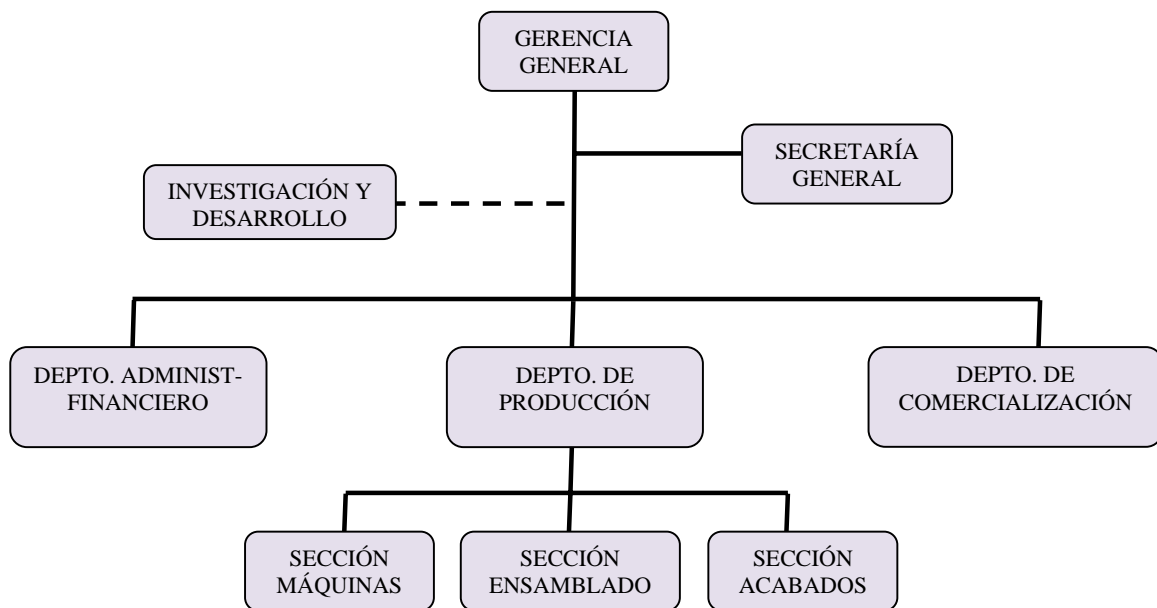 GERENCIA
GENERAL
SECRETARÍA
GENERAL
INVESTIGACIÓN Y
DESARROLLO
DEPTO. ADMINIST-
FINANCIERO
DEPTO. DE
PRODUCCIÓN
DEPTO. DE
COMERCIALIZACIÓN
SECCIÓN
MÁQUINAS
SECCIÓN
ENSAMBLADO
SECCIÓN
ACABADOS